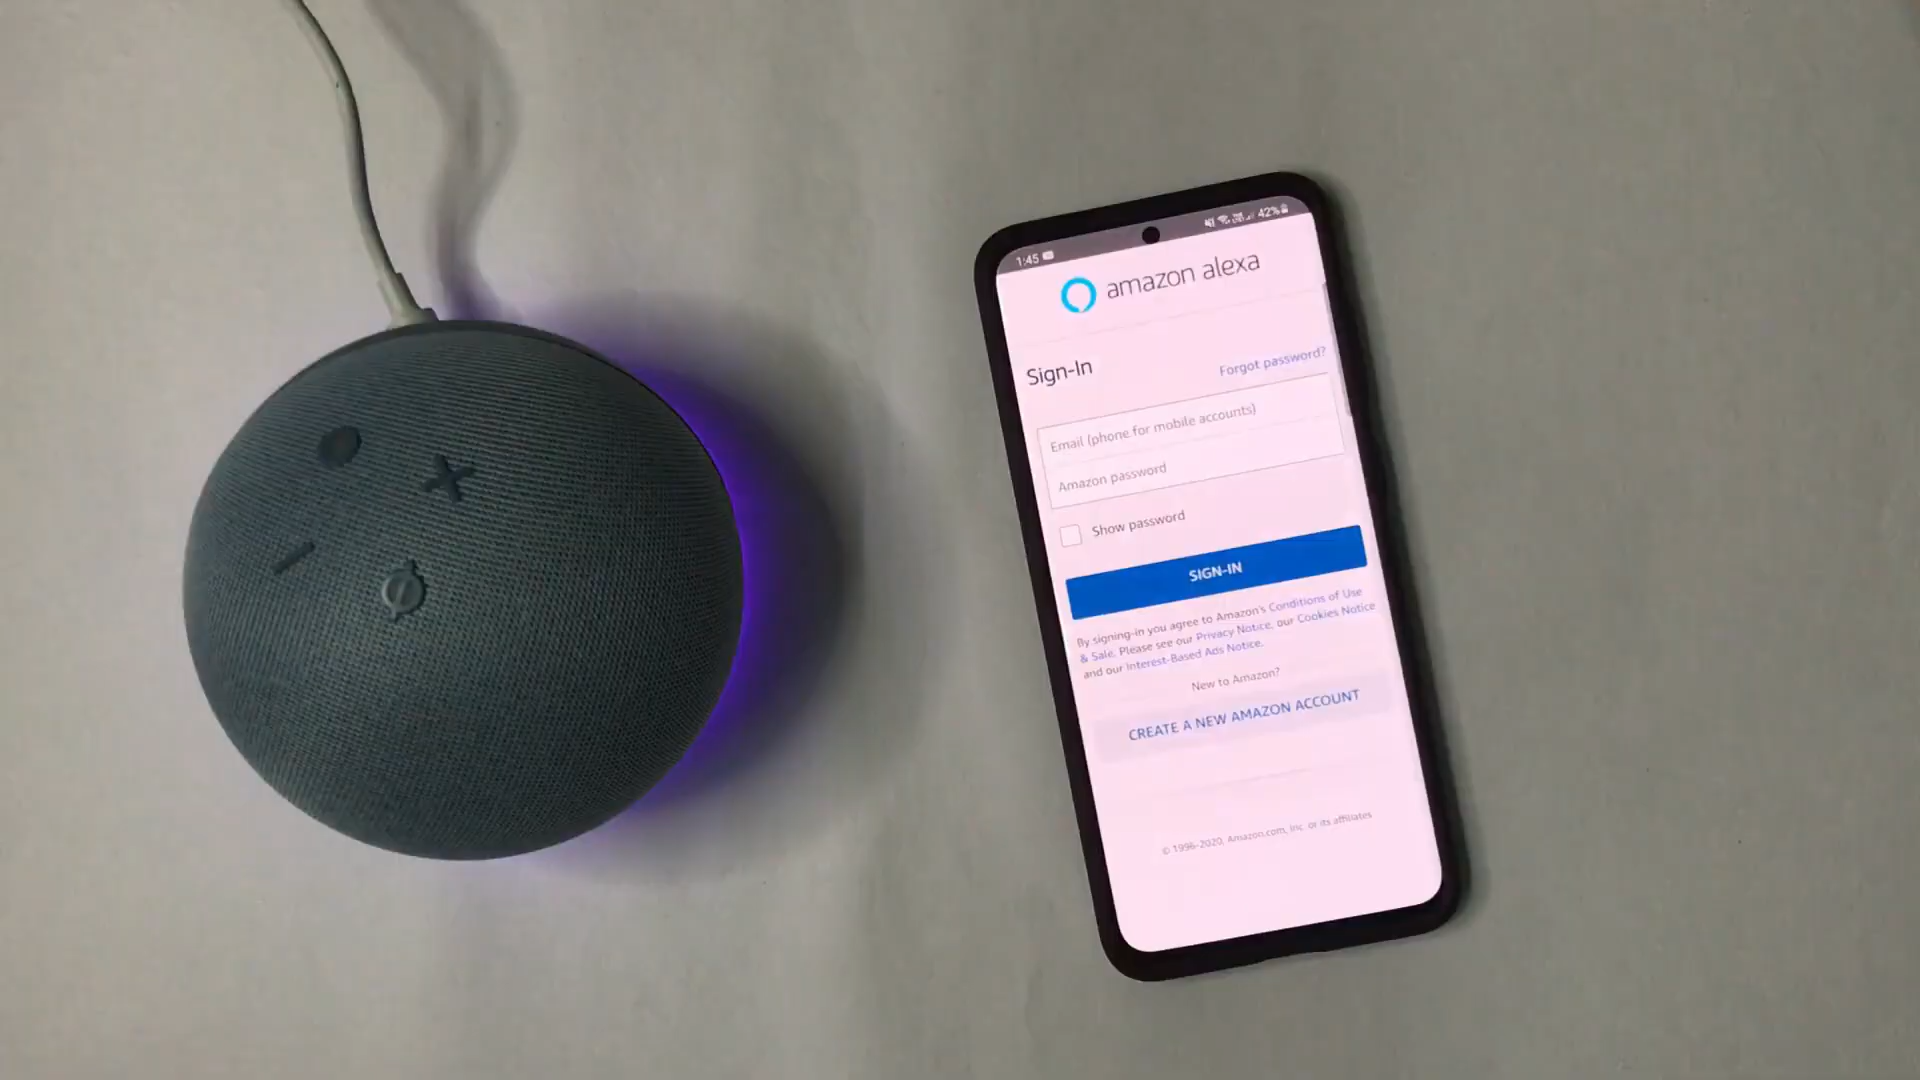 1:45
42%
amazon alexa
Sign-In
Forgot password?
Email (phone for mobile accounts)
Amazon password
Show password
SIGN-IN
By signing-in you agree to Amazon's Conditions of Use
& Sale. Please see our Privacy Notice, our Cookies Notice
and our Interest-Based Ads Notice.
New to Amazon?
CREATE A NEW AMAZON ACCOUNT
© 1996-2020, Amazon.com, Inc. or its affiliates